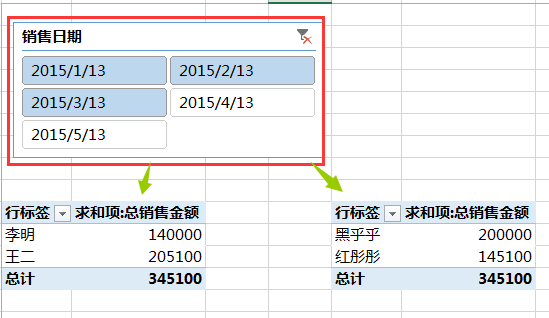 销售日期
2015/1/13 2015/2/13
2015/3/13 2015/4/13
2015/5/13
行标签 求和项:总销售金额 行标签 求和项:总销售金额
李明 140000 黑乎乎 200000
王二 205100 红彤彤 145100
总计 345100 总计 345100